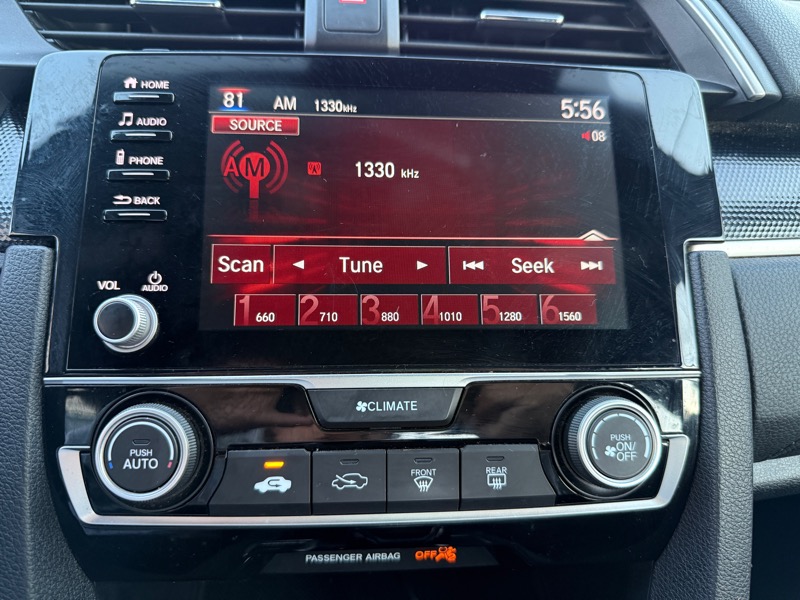 HOME
81 AM 1330kHz 5:56
AUDIO
SOURCE
08
PHONE
AM
1330 kHz
BACK
Scan Tune Seek
VOL AUDIO
1 660 2 710 3 880 4 1010 5 1280 6 1560
CLIMATE
PUSH
AUTO
FRONT
REAR
PUSH
ON/
OFF
PASSENGER AIRBAG OFF